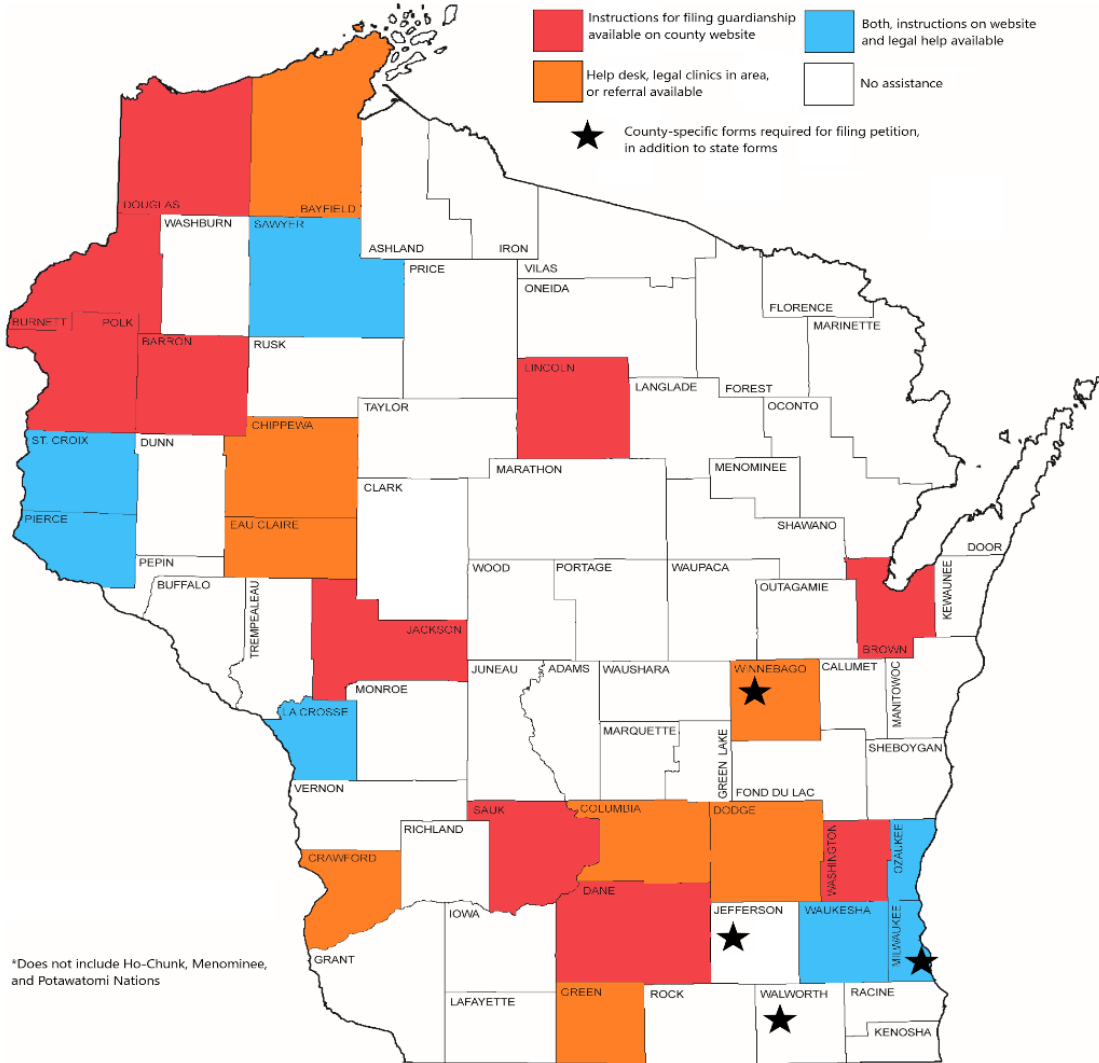 Instructions for filing guardianship
available on county website
Both, instructions on website
and legal help available
Help desk, legal clinics in area,
or referral available
No assistance
County-specific forms required for filing petition,
in addition to state forms
DOUGLAS
BAYFIELD
WASHBURN
SAWYER
ASHLAND
IRON
PRICE
VILAS
ONEIDA
FLORENCE
MARINETTE
BURNETT
POLK
BARRON
RUSK
LINCOLN
LANGLADE
FOREST
OCONTO
TAYLOR
CHIPPEWA
ST. CROIX
DUNN
MARATHON
MENOMINEE
CLARK
PIERCE
EAU CLAIRE
SHAWANO
DOOR
PEPIN
WOOD
PORTAGE
WAUPACA
BUFFALO
OUTAGAMIE
KEWAUNEE
TREMPEALEAU
JACKSON
BROWN
JUNEAU
ADAMS
WAUSHARA
WINNEBAGO
CALUMET
MANITOWOC
MONROE
LA CROSSE
MARQUETTE
GREEN LAKE
SHEBOYGAN
VERNON
FOND DU LAC
SAUK
COLUMBIA
DODGE
RICHLAND
WASHINGTON
OZAUKEE
CRAWFORD
DANE
IOWA
JEFFERSON
WAUKESHA
MILWAUKEE
GRANT
*Does not include Ho-Chunk, Menominee,
and Potawatomi Nations
LAFAYETTE
GREEN
ROCK
WALWORTH
RACINE
KENOSHA